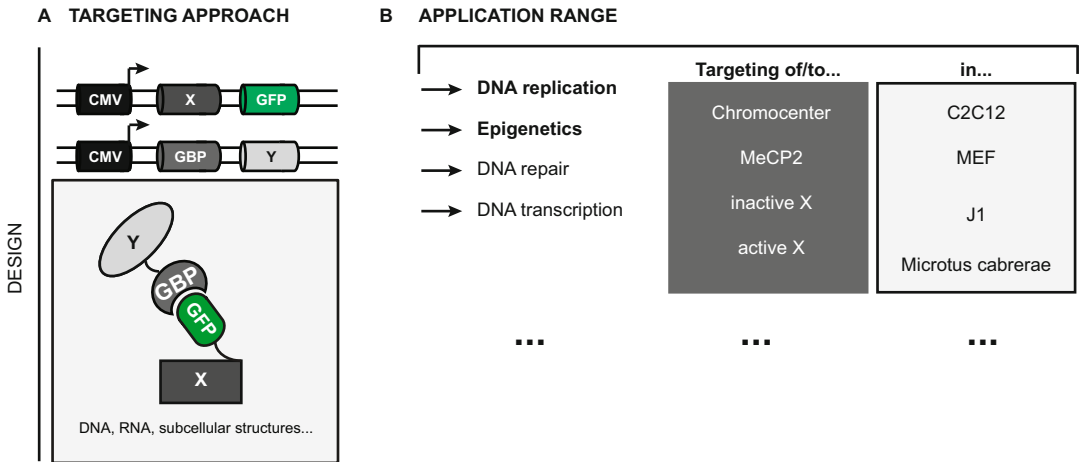 A TARGETING APPROACH
DESIGN
CMV X GFP
CMV GBP Y
Y
GBP
GFP
X
DNA, RNA, subcellular structures...
B APPLICATION RANGE
DNA replication
Epigenetics
DNA repair
DNA transcription
...
Targeting of/to...
Chromocenter
MeCP2
inactive X
active X
...
in...
C2C12
MEF
J1
Microtus cabrerae
...